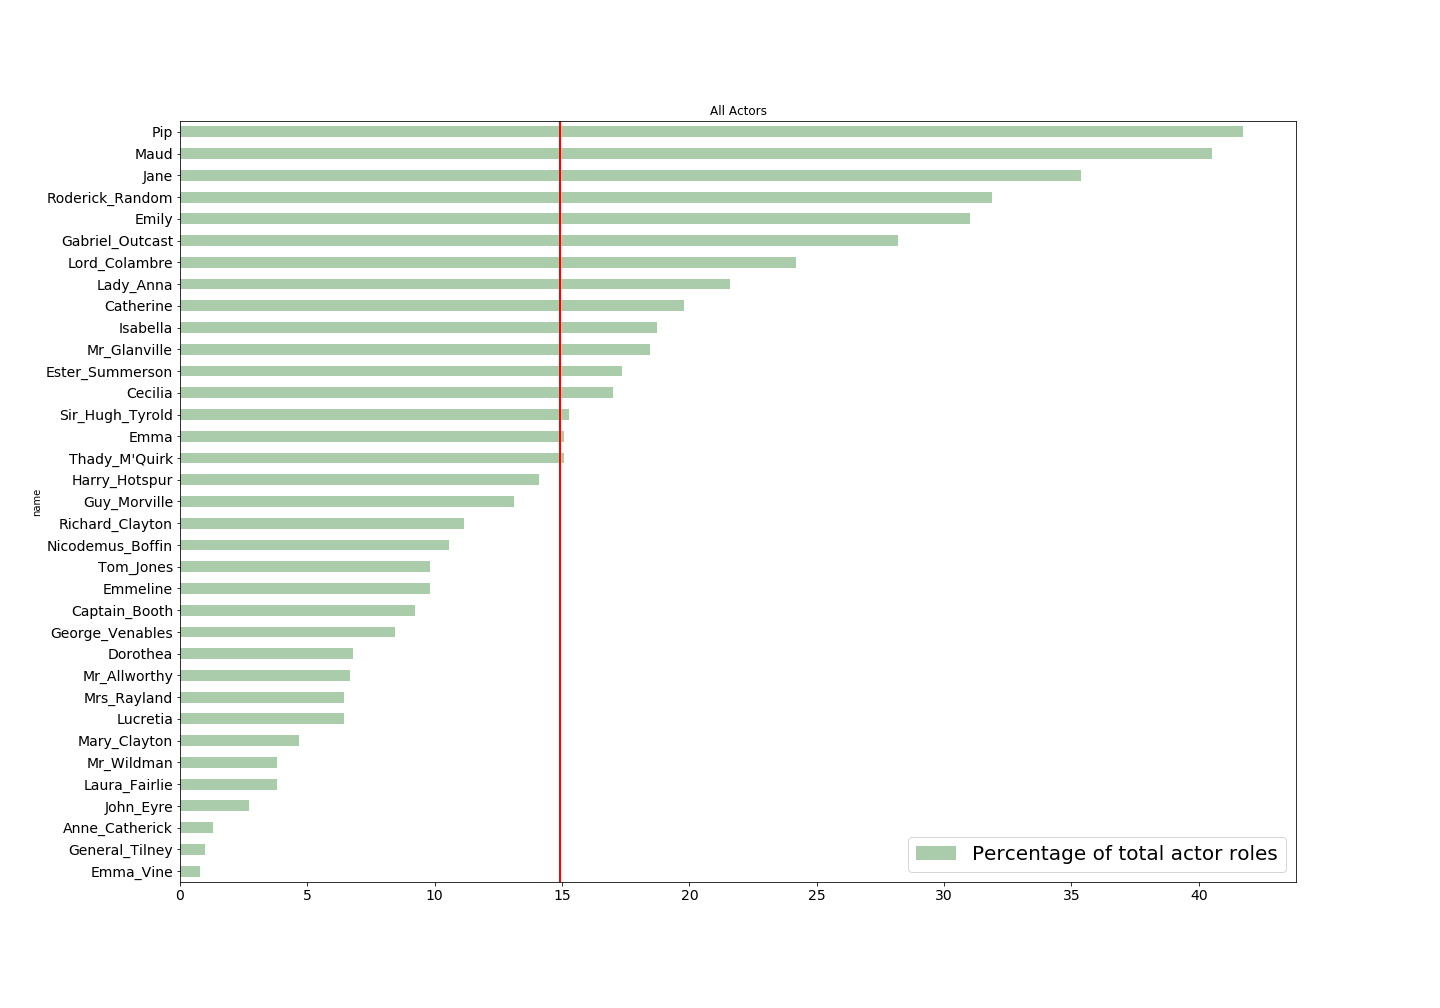 All Actors
Pip
Maud
Jane
Roderick_Random
Emily
Gabriel_Outcast
Lord_Colambre
Lady_Anna
Catherine
Isabella
Mr_Glanville
Ester_Summerson
Cecilia
Sir_Hugh_Tyrold
Emma
Thady_M'Quirk
Harry_Hotspur
Guy_Morville
Richard_Clayton
Nicodemus_Boffin
Tom_Jones
Emmeline
Captain_Booth
George_Venables
Dorothea
Mr_Allworthy
Mrs_Rayland
Lucretia
Mary_Clayton
Mr_Wildman
Laura_Fairlie
John_Eyre
Anne_Catherick
General_Tilney
Emma_Vine
name
Percentage of total actor roles
0 5 10 15 20 25 30 35 40